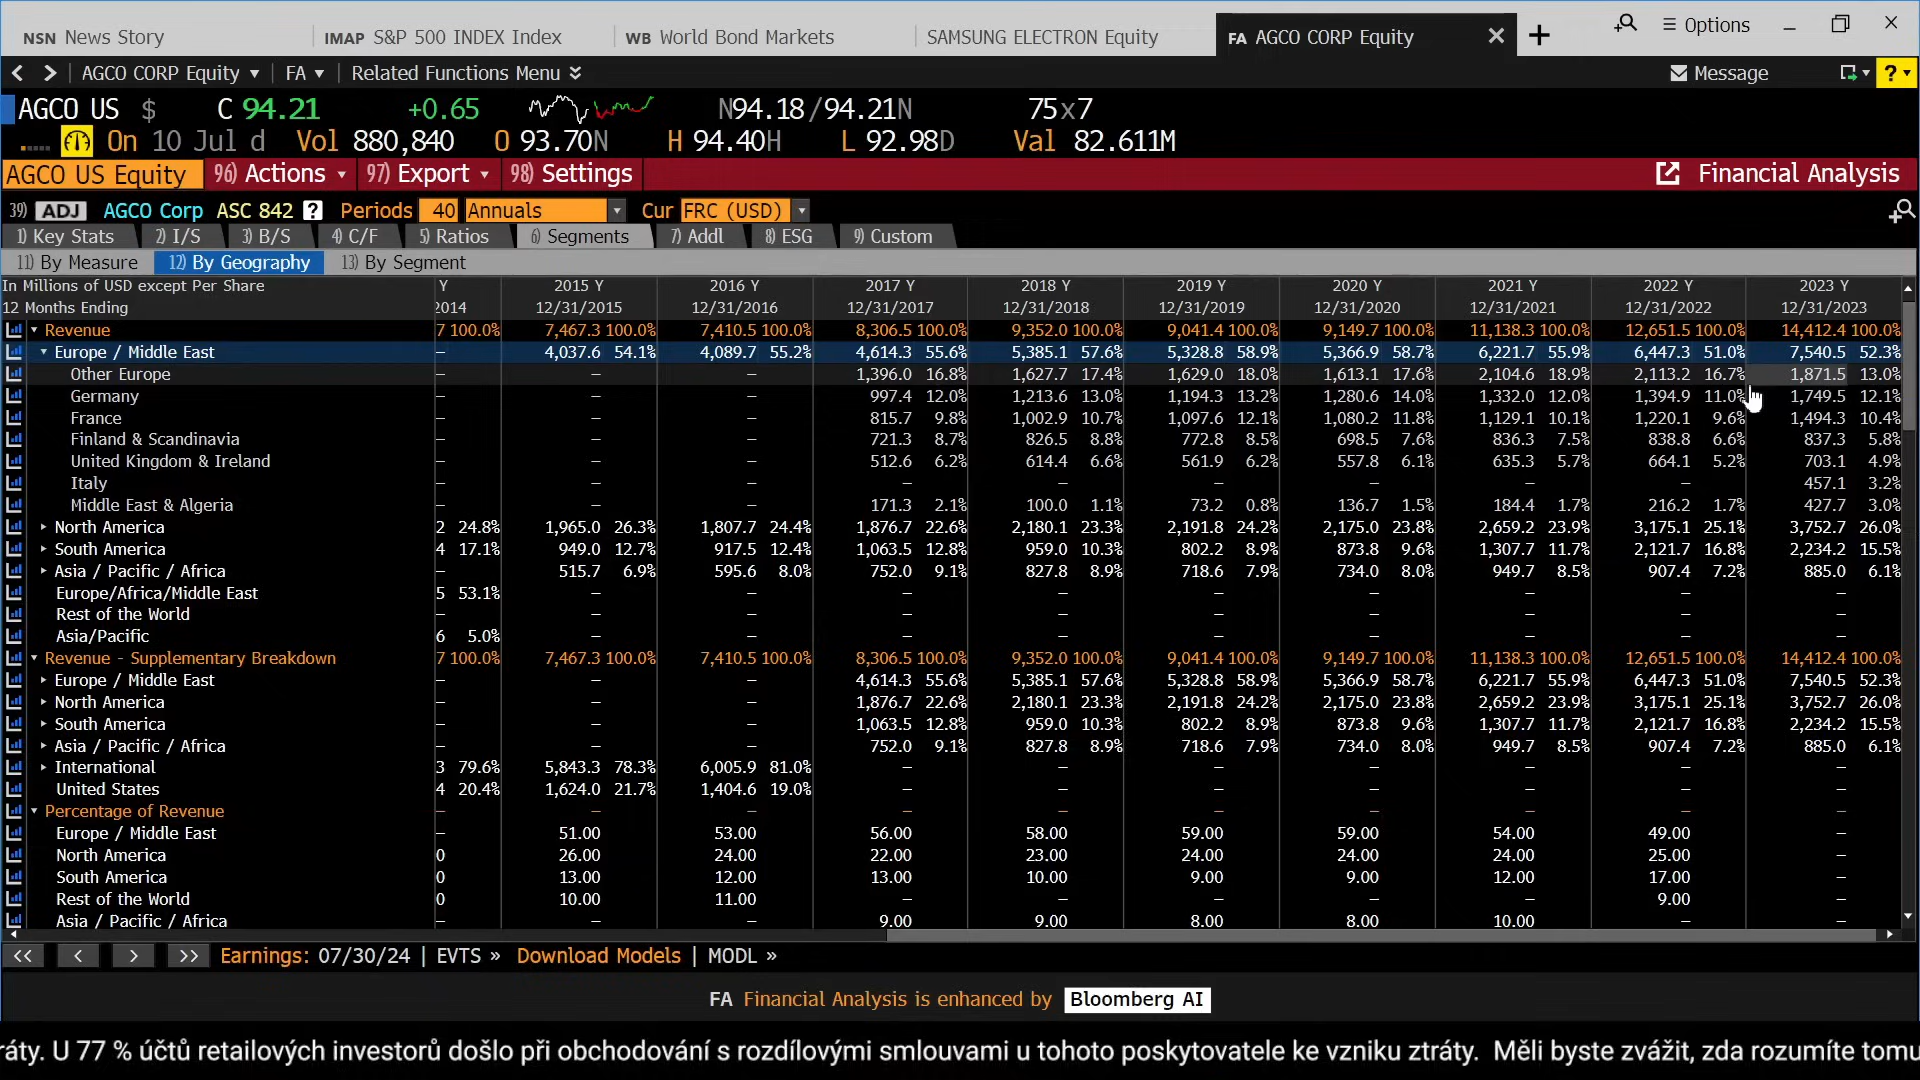 NSN News Story IMAP S&P 500 INDEX Index WB World Bond Markets SAMSUNG ELECTRON Equity FA AGCO CORP Equity Options
AGCO CORP Equity FA Related Functions Menu Message ?
AGCO US $ C 94.21 +0.65 N94.18/94.21N 75x7
On 10 Jul d Vol 880,840 O 93.70N H 94.40H L 92.98D Val 82.611M
AGCO US Equity 96) Actions 97) Export 98) Settings Financial Analysis
39) ADJ AGCO Corp ASC 842 ? Periods 40 Annuals Cur FRC (USD)
1) Key Stats 2) I/S 3) B/S 4) C/F 5) Ratios 6) Segments 7) Addl 8) ESG 9) Custom
11) By Measure 12) By Geography 13) By Segment
In Millions of USD except Per Share Y 2015 Y 2016 Y 2017 Y 2018 Y 2019 Y 2020 Y 2021 Y 2022 Y 2023 Y
12 Months Ending 2014 12/31/2015 12/31/2016 12/31/2017 12/31/2018 12/31/2019 12/31/2020 12/31/2021 12/31/2022 12/31/2023
Revenue 7 100.0% 7,467.3 100.0% 7,410.5 100.0% 8,306.5 100.0% 9,352.0 100.0% 9,041.4 100.0% 9,149.7 100.0% 11,138.3 100.0% 12,651.5 100.0% 14,412.4 100.0%
Europe / Middle East – 4,037.6 54.1% 4,089.7 55.2% 4,614.3 55.6% 5,385.1 57.6% 5,328.8 58.9% 5,366.9 58.7% 6,221.7 55.9% 6,447.3 51.0% 7,540.5 52.3%
Other Europe – – – 1,396.0 16.8% 1,627.7 17.4% 1,629.0 18.0% 1,613.1 17.6% 2,104.6 18.9% 2,113.2 16.7% 1,871.5 13.0%
Germany – – – 997.4 12.0% 1,213.6 13.0% 1,194.3 13.2% 1,280.6 14.0% 1,332.0 12.0% 1,394.9 11.0% 1,749.5 12.1%
France – – – 815.7 9.8% 1,002.9 10.7% 1,097.6 12.1% 1,080.2 11.8% 1,129.1 10.1% 1,220.1 9.6% 1,494.3 10.4%
Finland & Scandinavia – – – 721.3 8.7% 826.5 8.8% 772.8 8.5% 698.5 7.6% 836.3 7.5% 838.8 6.6% 837.3 5.8%
United Kingdom & Ireland – – – 512.6 6.2% 614.4 6.6% 561.9 6.2% 557.8 6.1% 635.3 5.7% 664.1 5.2% 703.1 4.9%
Italy – – – – – – – – – 457.1 3.2%
Middle East & Algeria – – – 171.3 2.1% 100.0 1.1% 73.2 0.8% 136.7 1.5% 184.4 1.7% 216.2 1.7% 427.7 3.0%
North America 2 24.8% 1,965.0 26.3% 1,807.7 24.4% 1,876.7 22.6% 2,180.1 23.3% 2,191.8 24.2% 2,175.0 23.8% 2,659.2 23.9% 3,175.1 25.1% 3,752.7 26.0%
South America 4 17.1% 949.0 12.7% 917.5 12.4% 1,063.5 12.8% 959.0 10.3% 802.2 8.9% 873.8 9.6% 1,307.7 11.7% 2,121.7 16.8% 2,234.2 15.5%
Asia / Pacific / Africa – 515.7 6.9% 595.6 8.0% 752.0 9.1% 827.8 8.9% 718.6 7.9% 734.0 8.0% 949.7 8.5% 907.4 7.2% 885.0 6.1%
Europe/Africa/Middle East 5 53.1% – – – – – – – – –
Rest of the World – – – – – – – – – –
Asia/Pacific 6 5.0% – – – – – – – – –
Revenue - Supplementary Breakdown 7 100.0% 7,467.3 100.0% 7,410.5 100.0% 8,306.5 100.0% 9,352.0 100.0% 9,041.4 100.0% 9,149.7 100.0% 11,138.3 100.0% 12,651.5 100.0% 14,412.4 100.0%
Europe / Middle East – – – 4,614.3 55.6% 5,385.1 57.6% 5,328.8 58.9% 5,366.9 58.7% 6,221.7 55.9% 6,447.3 51.0% 7,540.5 52.3%
North America – – – 1,876.7 22.6% 2,180.1 23.3% 2,191.8 24.2% 2,175.0 23.8% 2,659.2 23.9% 3,175.1 25.1% 3,752.7 26.0%
South America – – – 1,063.5 12.8% 959.0 10.3% 802.2 8.9% 873.8 9.6% 1,307.7 11.7% 2,121.7 16.8% 2,234.2 15.5%
Asia / Pacific / Africa – – – 752.0 9.1% 827.8 8.9% 718.6 7.9% 734.0 8.0% 949.7 8.5% 907.4 7.2% 885.0 6.1%
International 3 79.6% 5,843.3 78.3% 6,005.9 81.0% – – – – – – –
United States 4 20.4% 1,624.0 21.7% 1,404.6 19.0% – – – – – – –
Percentage of Revenue – – – – – – – – – –
Europe / Middle East – 51.00 53.00 56.00 58.00 59.00 59.00 54.00 49.00 –
North America 0 26.00 24.00 22.00 23.00 24.00 24.00 24.00 25.00 –
South America 0 13.00 12.00 13.00 10.00 9.00 9.00 12.00 17.00 –
Rest of the World 0 10.00 11.00 – – – – – 9.00 –
Asia / Pacific / Africa – – – 9.00 9.00 8.00 8.00 10.00 – –
<< < > >> Earnings: 07/30/24 | EVTS » Download Models | MODL »
FA Financial Analysis is enhanced by Bloomberg AI
ráty. U 77 % účtů retailových investorů došlo při obchodování s rozdílovými smlouvami u tohoto poskytovatele ke vzniku ztráty. Měli byste zvážit, zda rozumíte tomu